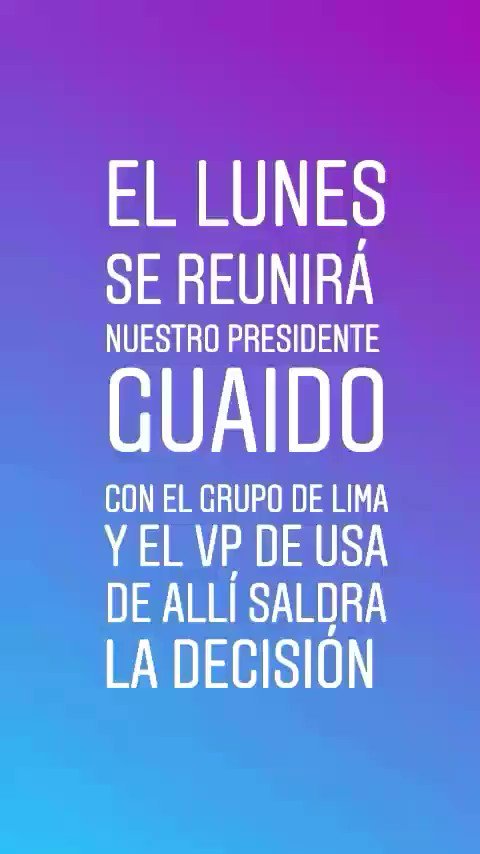 EL LUNES
SE REUNIRÁ
NUESTRO PRESIDENTE
GUAIDO
CON EL GRUPO DE LIMA
Y EL VP DE USA
DE ALLÍ SALDRA
LA DECISIÓN